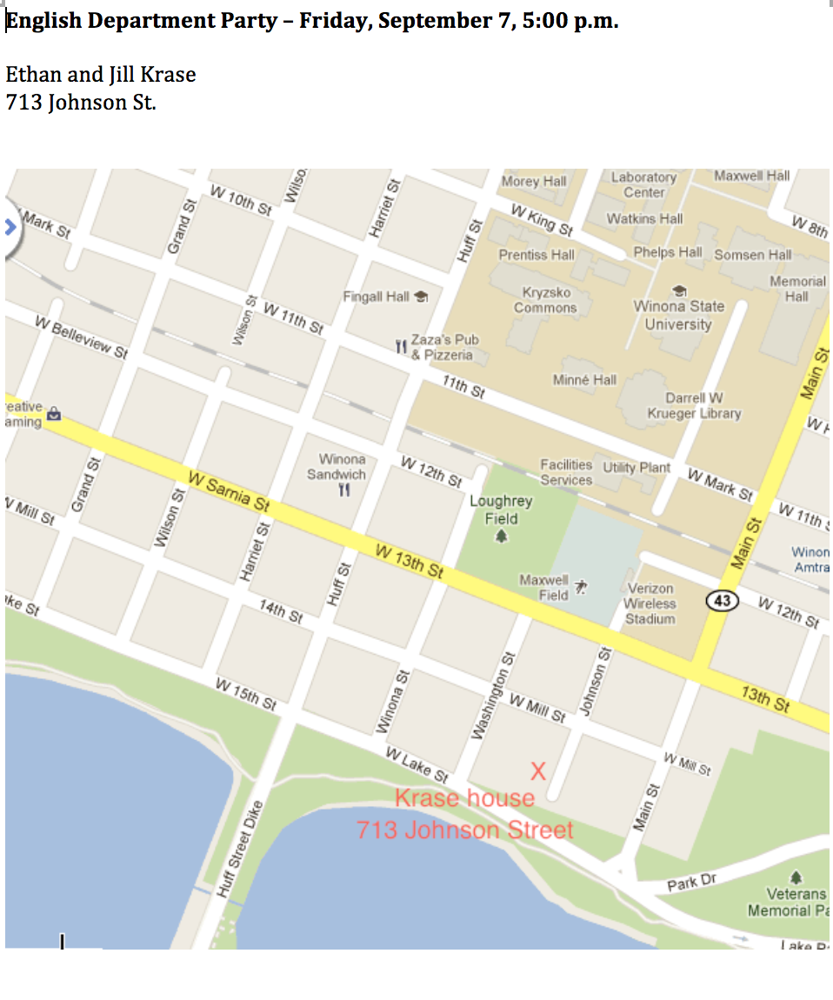 English Department Party – Friday, September 7, 5:00 p.m.
Ethan and Jill Krase
713 Johnson St.
Morey Hall
Laboratory
Center
Maxwell Hall
W 10th St
Wilso
Harriet St
Grand St
Mark St
Huff St
W King St
Watkins Hall
W 8th
Prentiss Hall
Phelps Hall
Somsen Hall
Memorial
Hall
Fingall Hall
Kryzsko
Commons
Winona State
University
Wilson St
W 11th St
W Belleview St
Zaza's Pub
& Pizzeria
11th St
Minné Hall
Darrell W
Krueger Library
Main St
eative
aming
Winona
Sandwich
W 12th St
Facilities
Services
Utility Plant
W Mark St
W 11th S
Grand St
W Sarnia St
Wilson St
W Mill St
Harriet St
Loughrey
Field
Main St
Winon
Amtra
Huff St
W 13th St
Maxwell
Field
Verizon
Wireless
Stadium
43
W 12th St
ke St
14th St
W 15th St
Winona St
Washington St
Johnson St
13th St
W Mill St
W Lake St
W Mill St
X
Krase house
713 Johnson Street
Main St
Huff Street Dike
Park Dr
Veterans
Memorial Pa